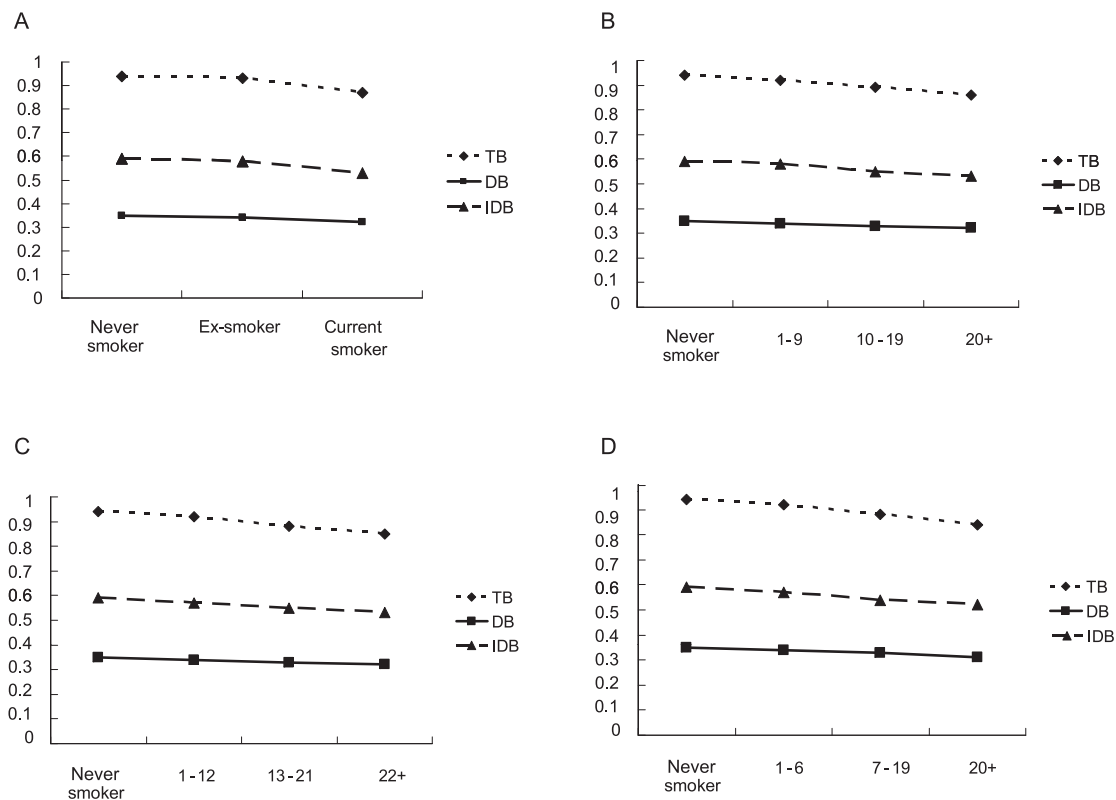 A
1
0.9
0.8
0.7
0.6
0.5
0.4
0.3
0.2
0.1
0
Never
smoker
Ex-smoker
Current
smoker
TB
DB
IDB
B
1
0.9
0.8
0.7
0.6
0.5
0.4
0.3
0.2
0.1
0
Never
smoker
1-9
10-19
20+
TB
DB
IDB
C
1
0.9
0.8
0.7
0.6
0.5
0.4
0.3
0.2
0.1
0
Never
smoker
1-12
13-21
22+
TB
DB
IDB
D
1
0.9
0.8
0.7
0.6
0.5
0.4
0.3
0.2
0.1
0
Never
smoker
1-6
7-19
20+
TB
DB
IDB